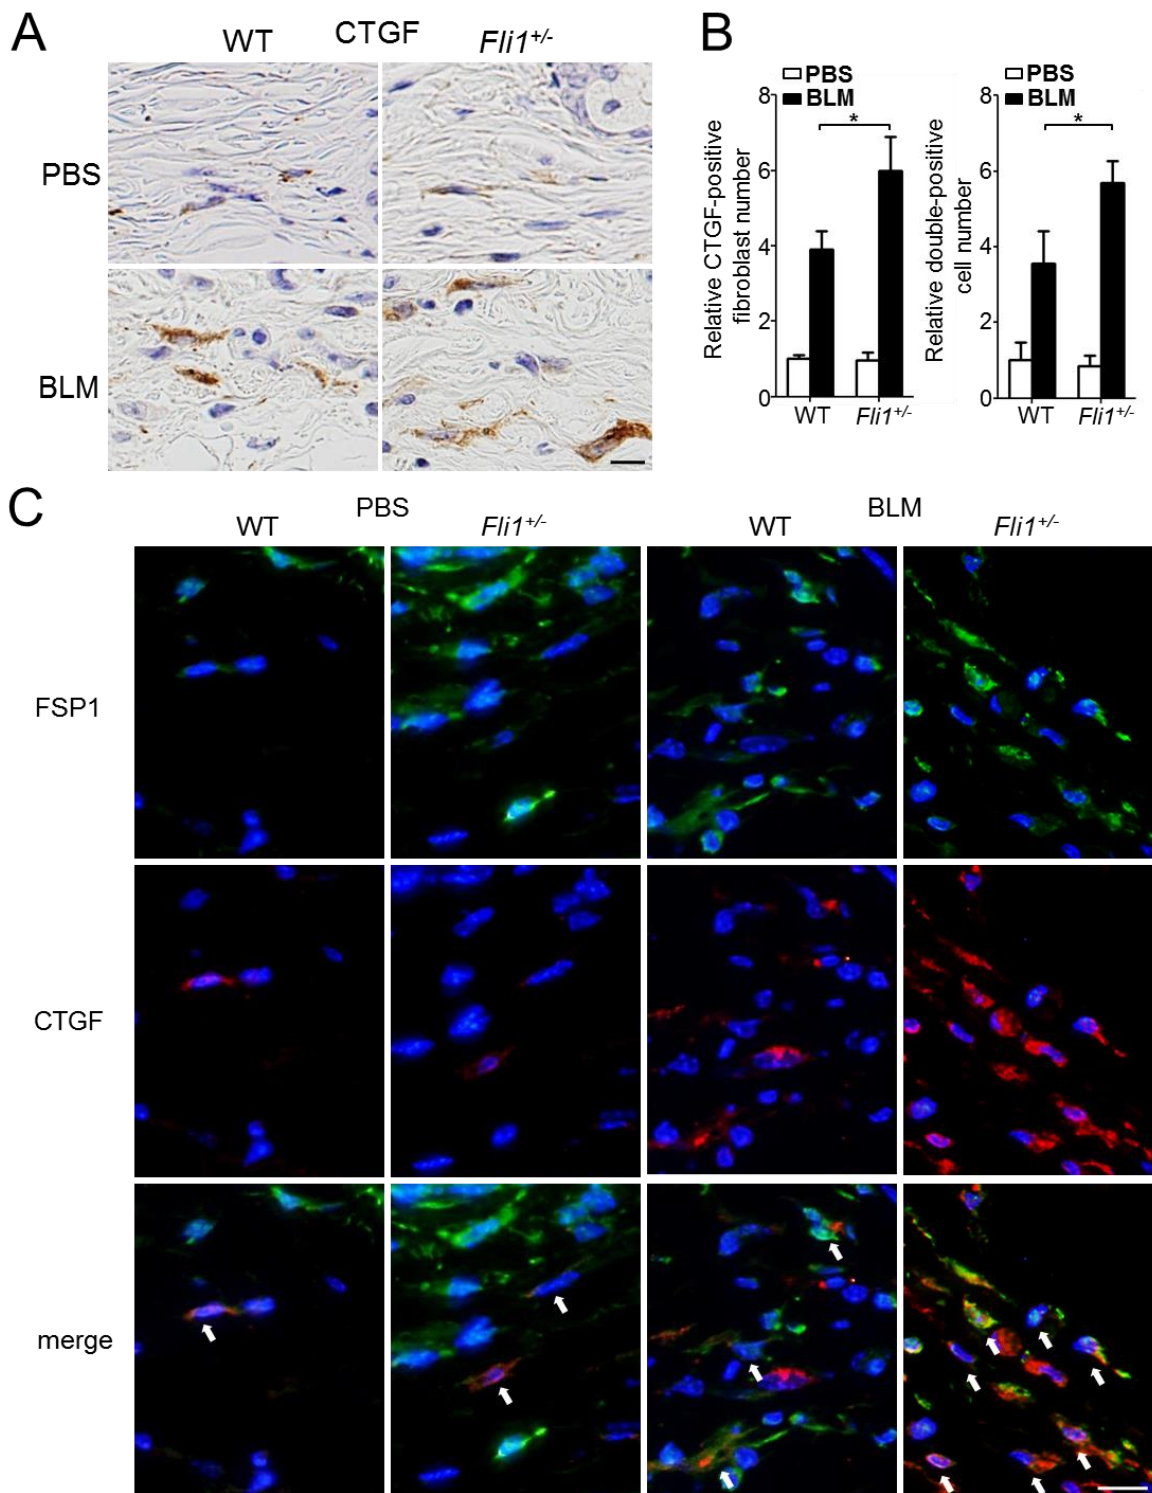 A
WT
CTGF
Fli1+/-
PBS
BLM
B
PBS
BLM
Relative CTGF-positive
fibroblast number
8
6
4
2
0
*
WT
Fli1+/-
PBS
BLM
Relative double-positive
cell number
8
6
4
2
0
*
WT
Fli1+/-
C
PBS
BLM
WT
Fli1+/-
WT
Fli1+/-
FSP1
CTGF
merge